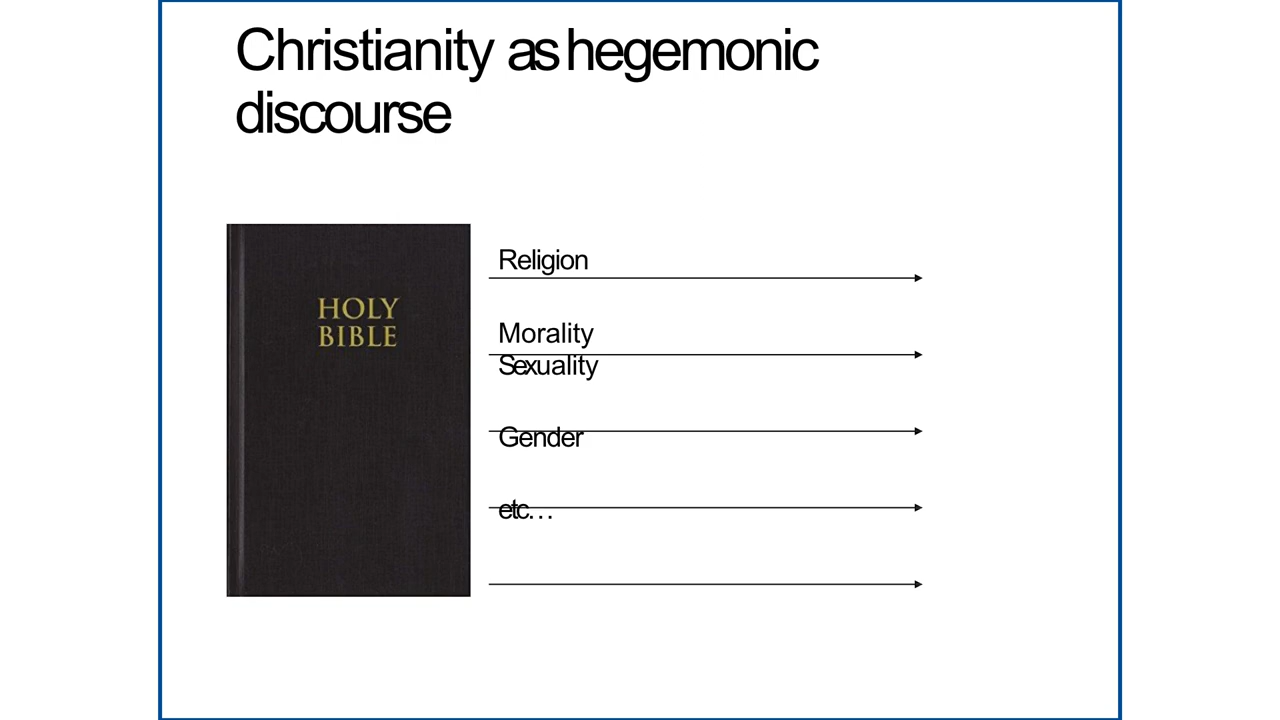 Christianity as hegemonic
discourse
HOLY
BIBLE
Religion
Morality
Sexuality
Gender
etc…